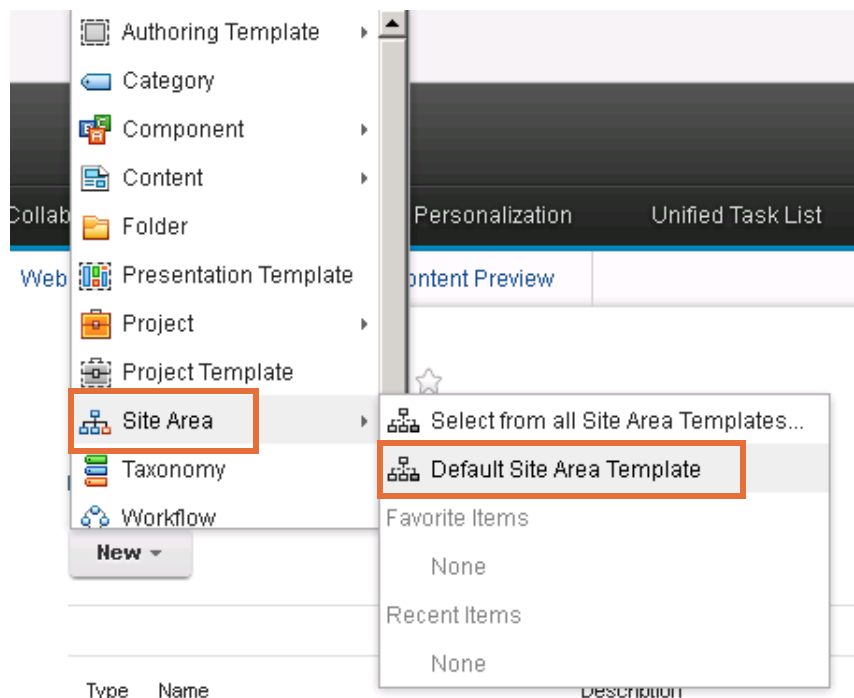 Authoring Template
Category
Component
Content
Folder
Presentation Template
Project
Project Template
Site Area
Taxonomy
Workflow
New
Collab
Personalization
Unified Task List
Web
ontent Preview
Select from all Site Area Templates...
Default Site Area Template
Favorite Items
None
Recent Items
None
Type Name Description